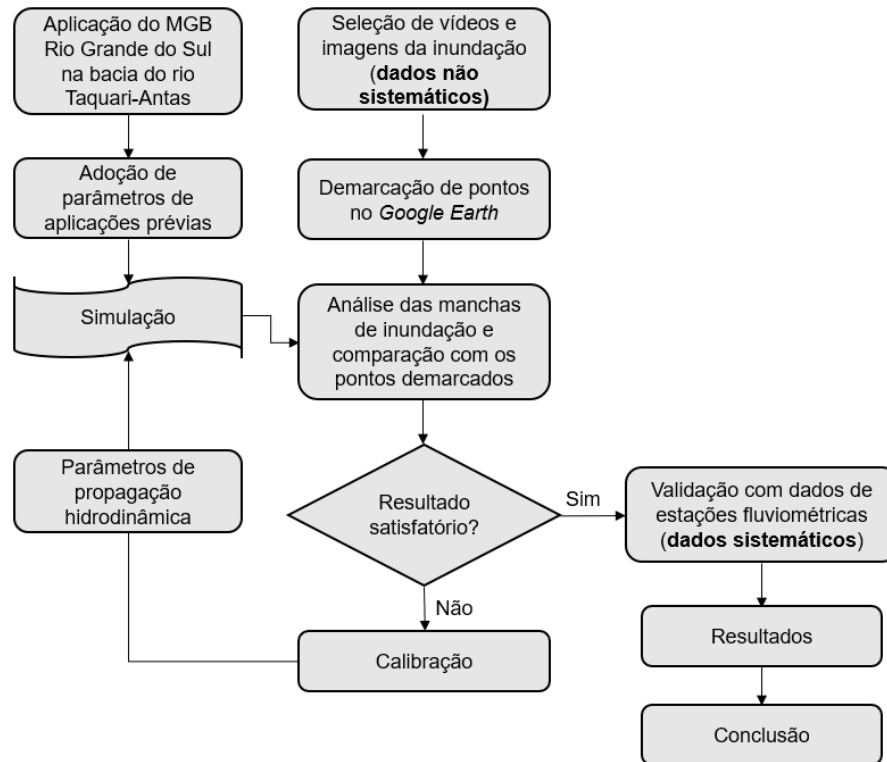 Aplicação do MGB
Rio Grande do Sul
na bacia do rio
Taquari-Antas
Seleção de vídeos e
imagens da inundação
(dados não
sistemáticos)
Adoção de
parâmetros de
aplicações prévias
Demarcação de pontos
no Google Earth
Simulação
Análise das manchas
de inundação e
comparação com os
pontos demarcados
Parâmetros de
propagação
hidrodinâmica
Resultado
satisfatório?
Sim
Validação com dados de
estações fluviométricas
(dados sistemáticos)
Não
Calibração
Resultados
Conclusão